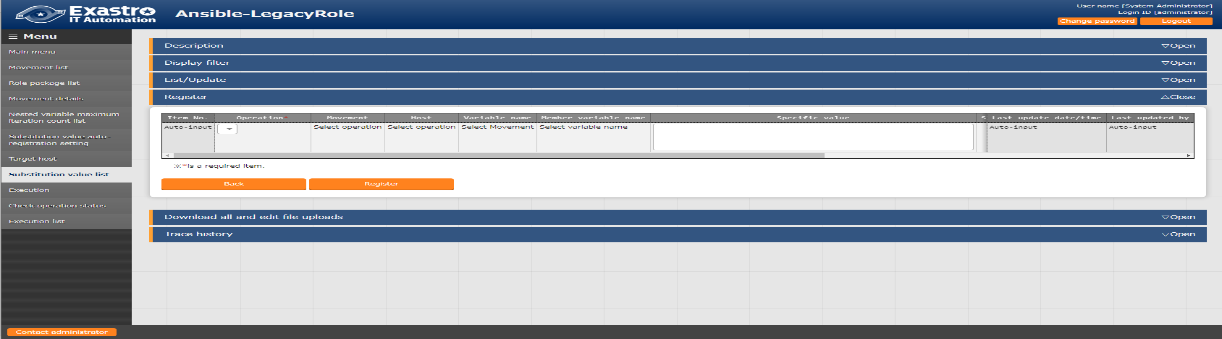 Exastro
IT Automation
Ansible-LegacyRole
User name [System Administrator]
Login ID [administrator]
Change password
Logout
Menu
Main menu
Movement list
Role package list
Movement details
Nested variable maximum
iteration count list
Substitution value auto-
registration setting
Target host
Substitution value list
Execution
Check operation status
Execution list
Description ▽Open
Display filter ▽Open
List/Update ▽Open
Register △Close
Item No. Operation Movement Host Variable name Member variable name Specific value S Last update date/time Last updated by
Auto-input Select operation Select operation Select Movement Select variable name Auto-input Auto-input
※*is a required item.
Back Register
Download all and edit file uploads ▽Open
Trace history ▽Open
Contact administrator